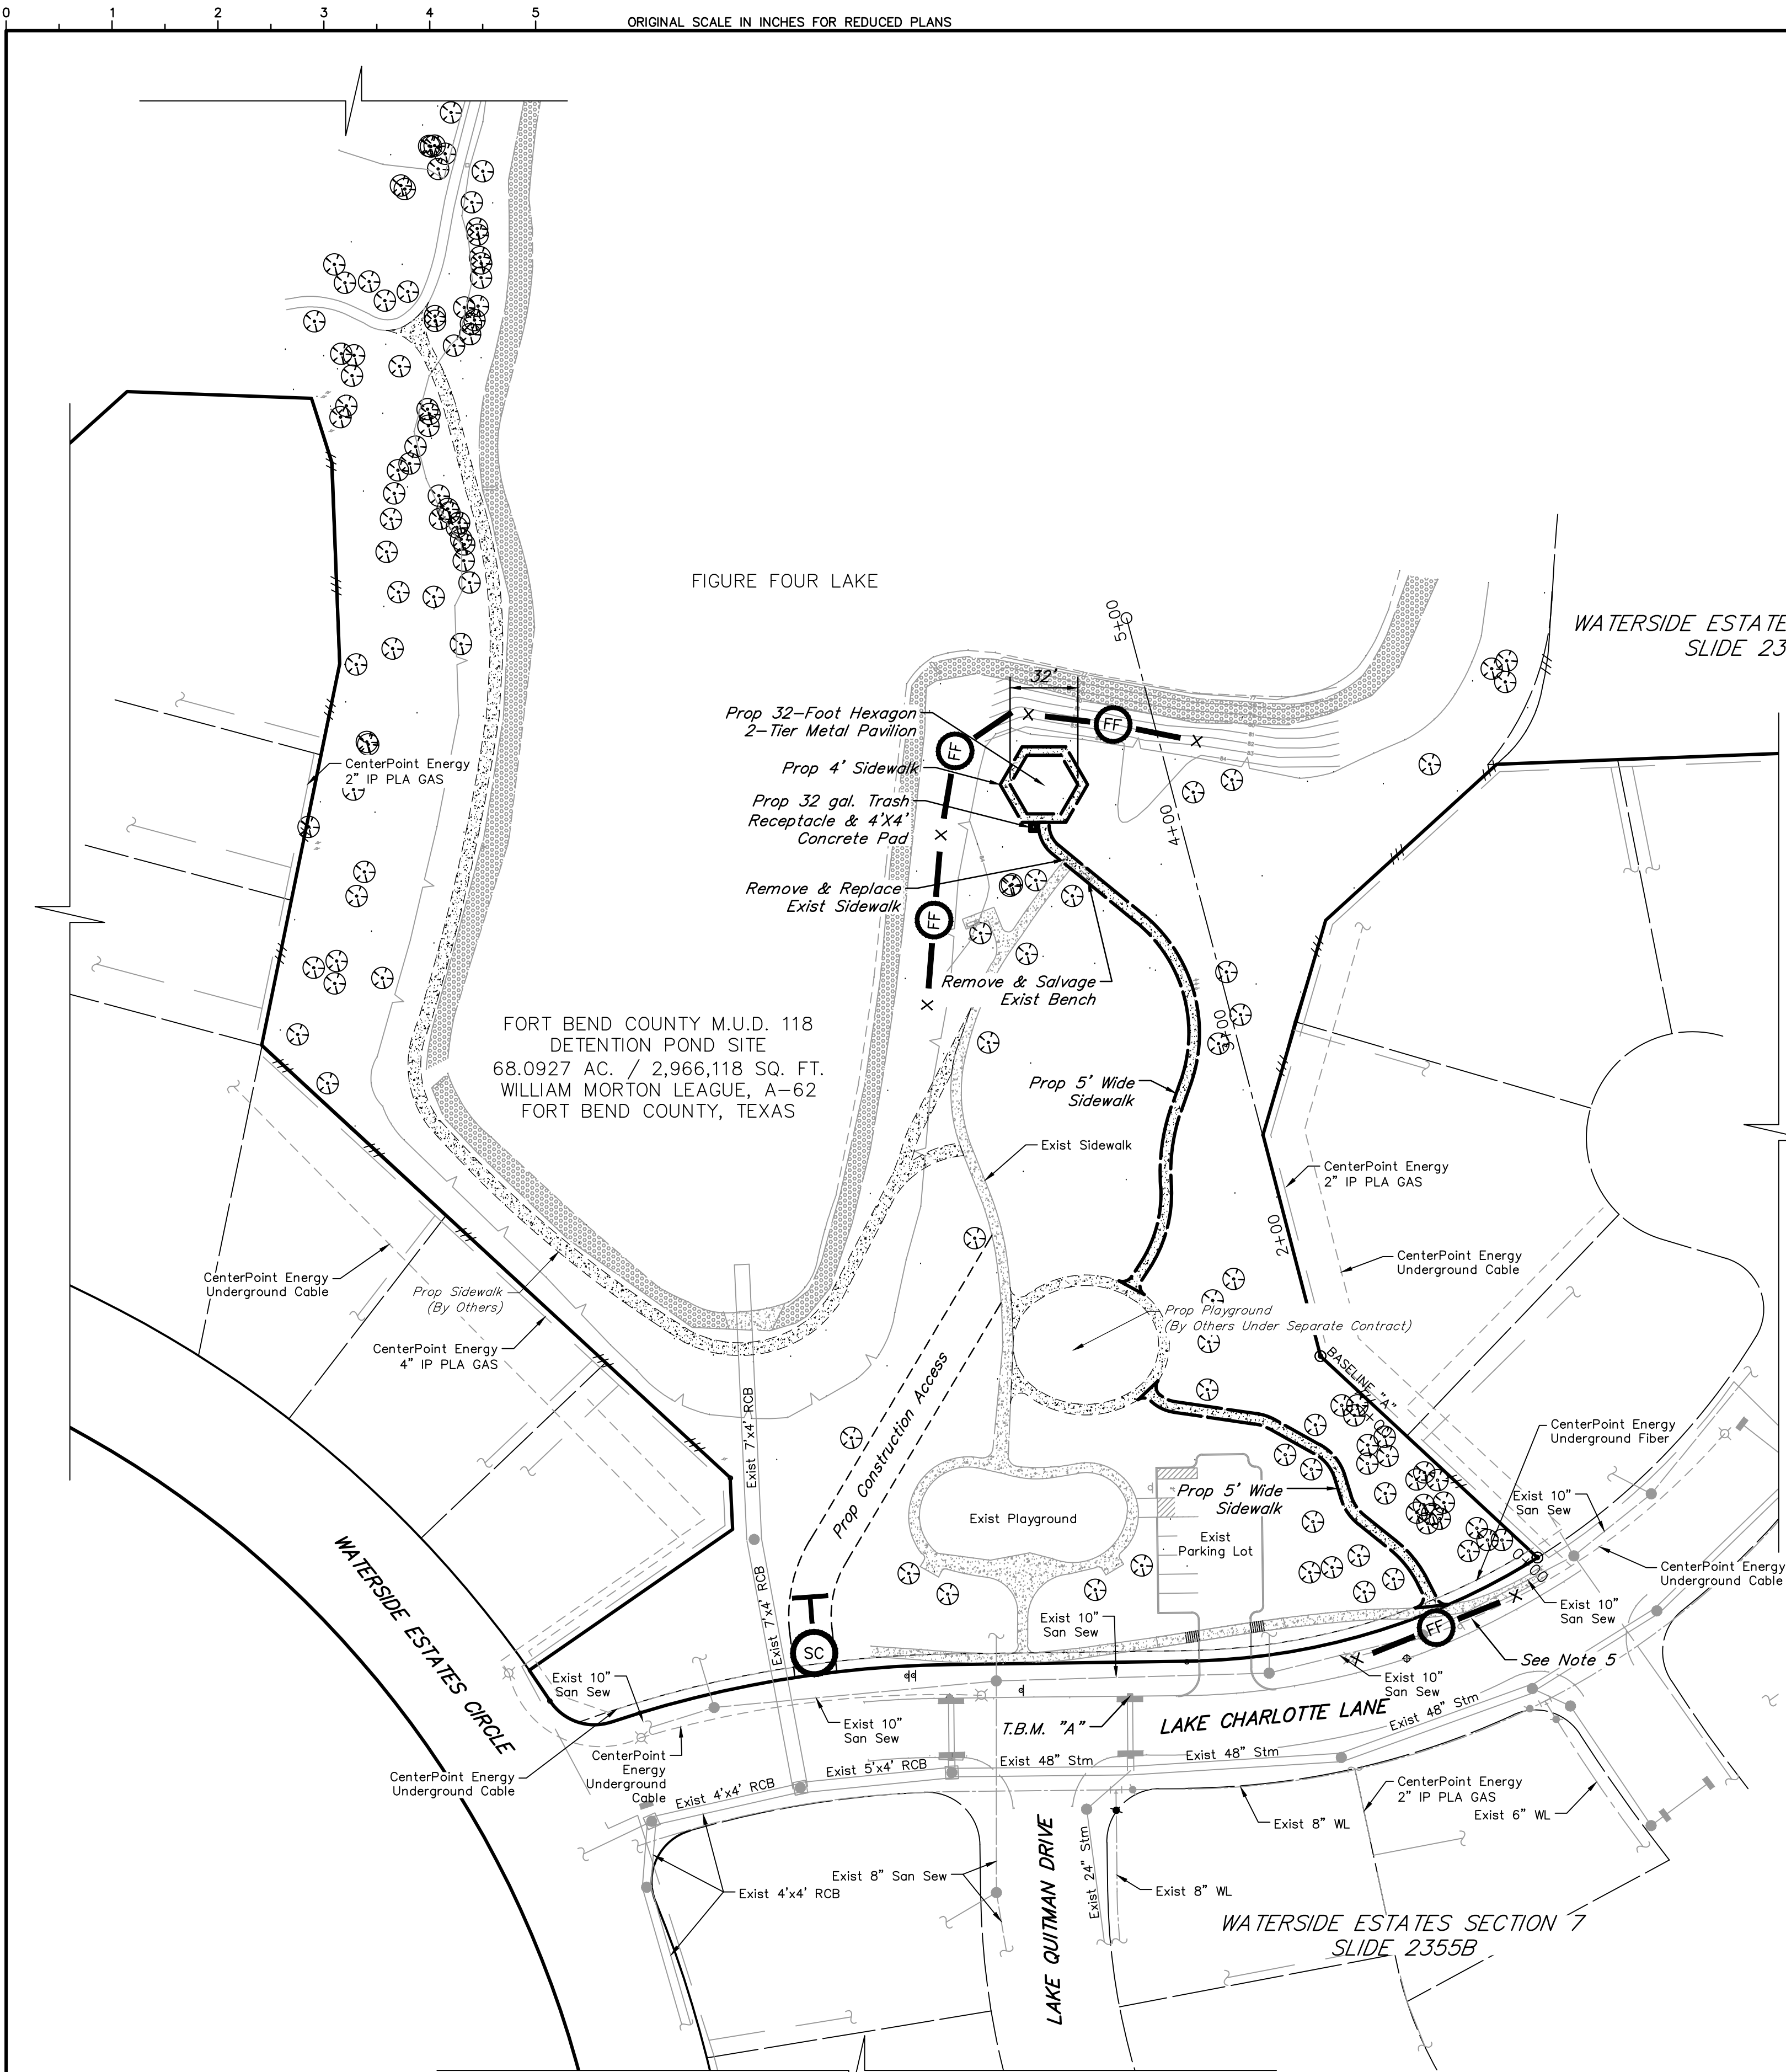 0 1 2 3 4 5
ORIGINAL SCALE IN INCHES FOR REDUCED PLANS
FIGURE FOUR LAKE
5+00
WATERSIDE ESTATE
SLIDE 23
32'
Prop 32-Foot Hexagon
2-Tier Metal Pavilion
FF
FF
X
X
Prop 4' Sidewalk
77
81
82
83
84
CenterPoint Energy
2" IP PLA GAS
Prop 32 gal. Trash
Receptacle & 4'X4'
Concrete Pad
X
4+00
Remove & Replace
Exist Sidewalk
FF
Remove & Salvage
Exist Bench
X
FORT BEND COUNTY M.U.D. 118
DETENTION POND SITE
68.0927 AC. / 2,966,118 SQ. FT.
WILLIAM MORTON LEAGUE, A-62
FORT BEND COUNTY, TEXAS
3+00
Prop 5' Wide
Sidewalk
Exist Sidewalk
CenterPoint Energy
2" IP PLA GAS
2+00
CenterPoint Energy
Underground Cable
CenterPoint Energy
Underground Cable
Prop Sidewalk
(By Others)
Prop Playground
(By Others Under Separate Contract)
CenterPoint Energy
4" IP PLA GAS
BASELINE "A"
Prop Construction Access
Exist 7'x4' RCB
CenterPoint Energy
Underground Fiber
Prop 5' Wide
Sidewalk
Exist 10"
San Sew
Exist Playground
Exist
Parking Lot
0+00
CenterPoint Energy
Underground Cable
WATERSIDE ESTATES CIRCLE
Exist 7'x4' RCB
SC
Exist 10"
San Sew
X
FF
X
Exist 10"
San Sew
See Note 5
Exist 10"
San Sew
Exist 10"
San Sew
Exist 10"
San Sew
T.B.M. "A"
LAKE CHARLOTTE LANE
Exist 48" Stm
CenterPoint
Energy
Underground
Cable
CenterPoint Energy
Underground Cable
Exist 4'x4' RCB
Exist 5'x4' RCB
Exist 48" Stm
Exist 48" Stm
CenterPoint Energy
2" IP PLA GAS
Exist 6" WL
Exist 8" WL
Exist 8" San Sew
LAKE QUITMAN DRIVE
Exist 24" Stm
Exist 4'x4' RCB
Exist 8" WL
WATERSIDE ESTATES SECTION 7
SLIDE 2355B